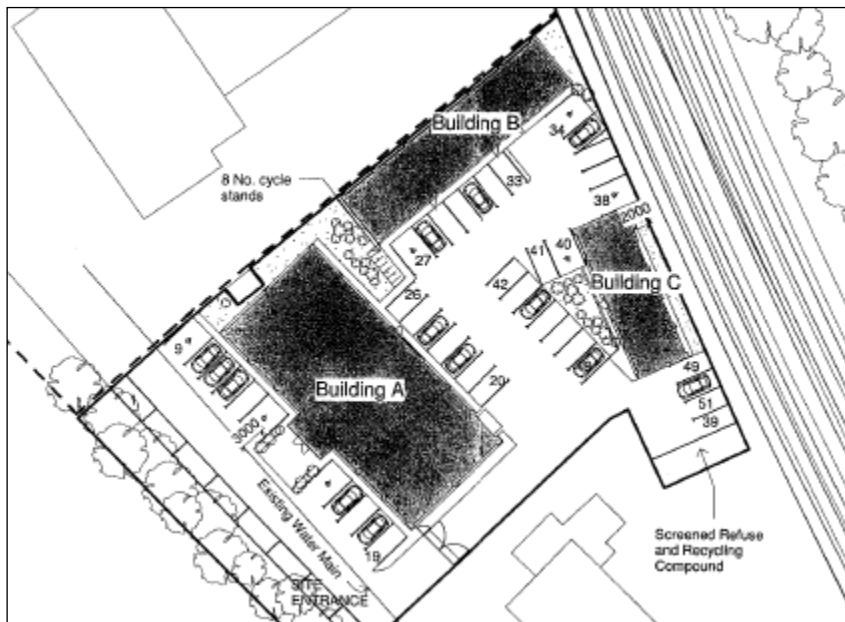 Building B
34
8 No. cycle
stands
33
38
2000
27
41
40
42
Building C
26
9
20
49
Building A
51
39
3000
Existing Water Main
19
Screened Refuse
and Recycling
Compound
SITE
ENTRANCE